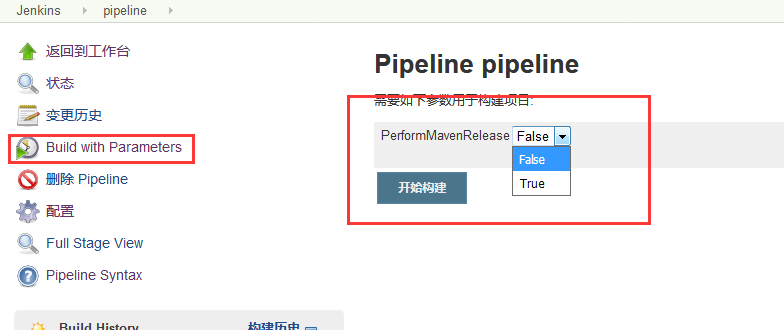 Jenkins pipeline
返回到工作台
状态
变更历史
Build with Parameters
删除 Pipeline
配置
Full Stage View
Pipeline Syntax
Build History 构建历史
Pipeline pipeline
需要如下参数用于构建项目:
PerformMavenRelease False
False
True
开始构建